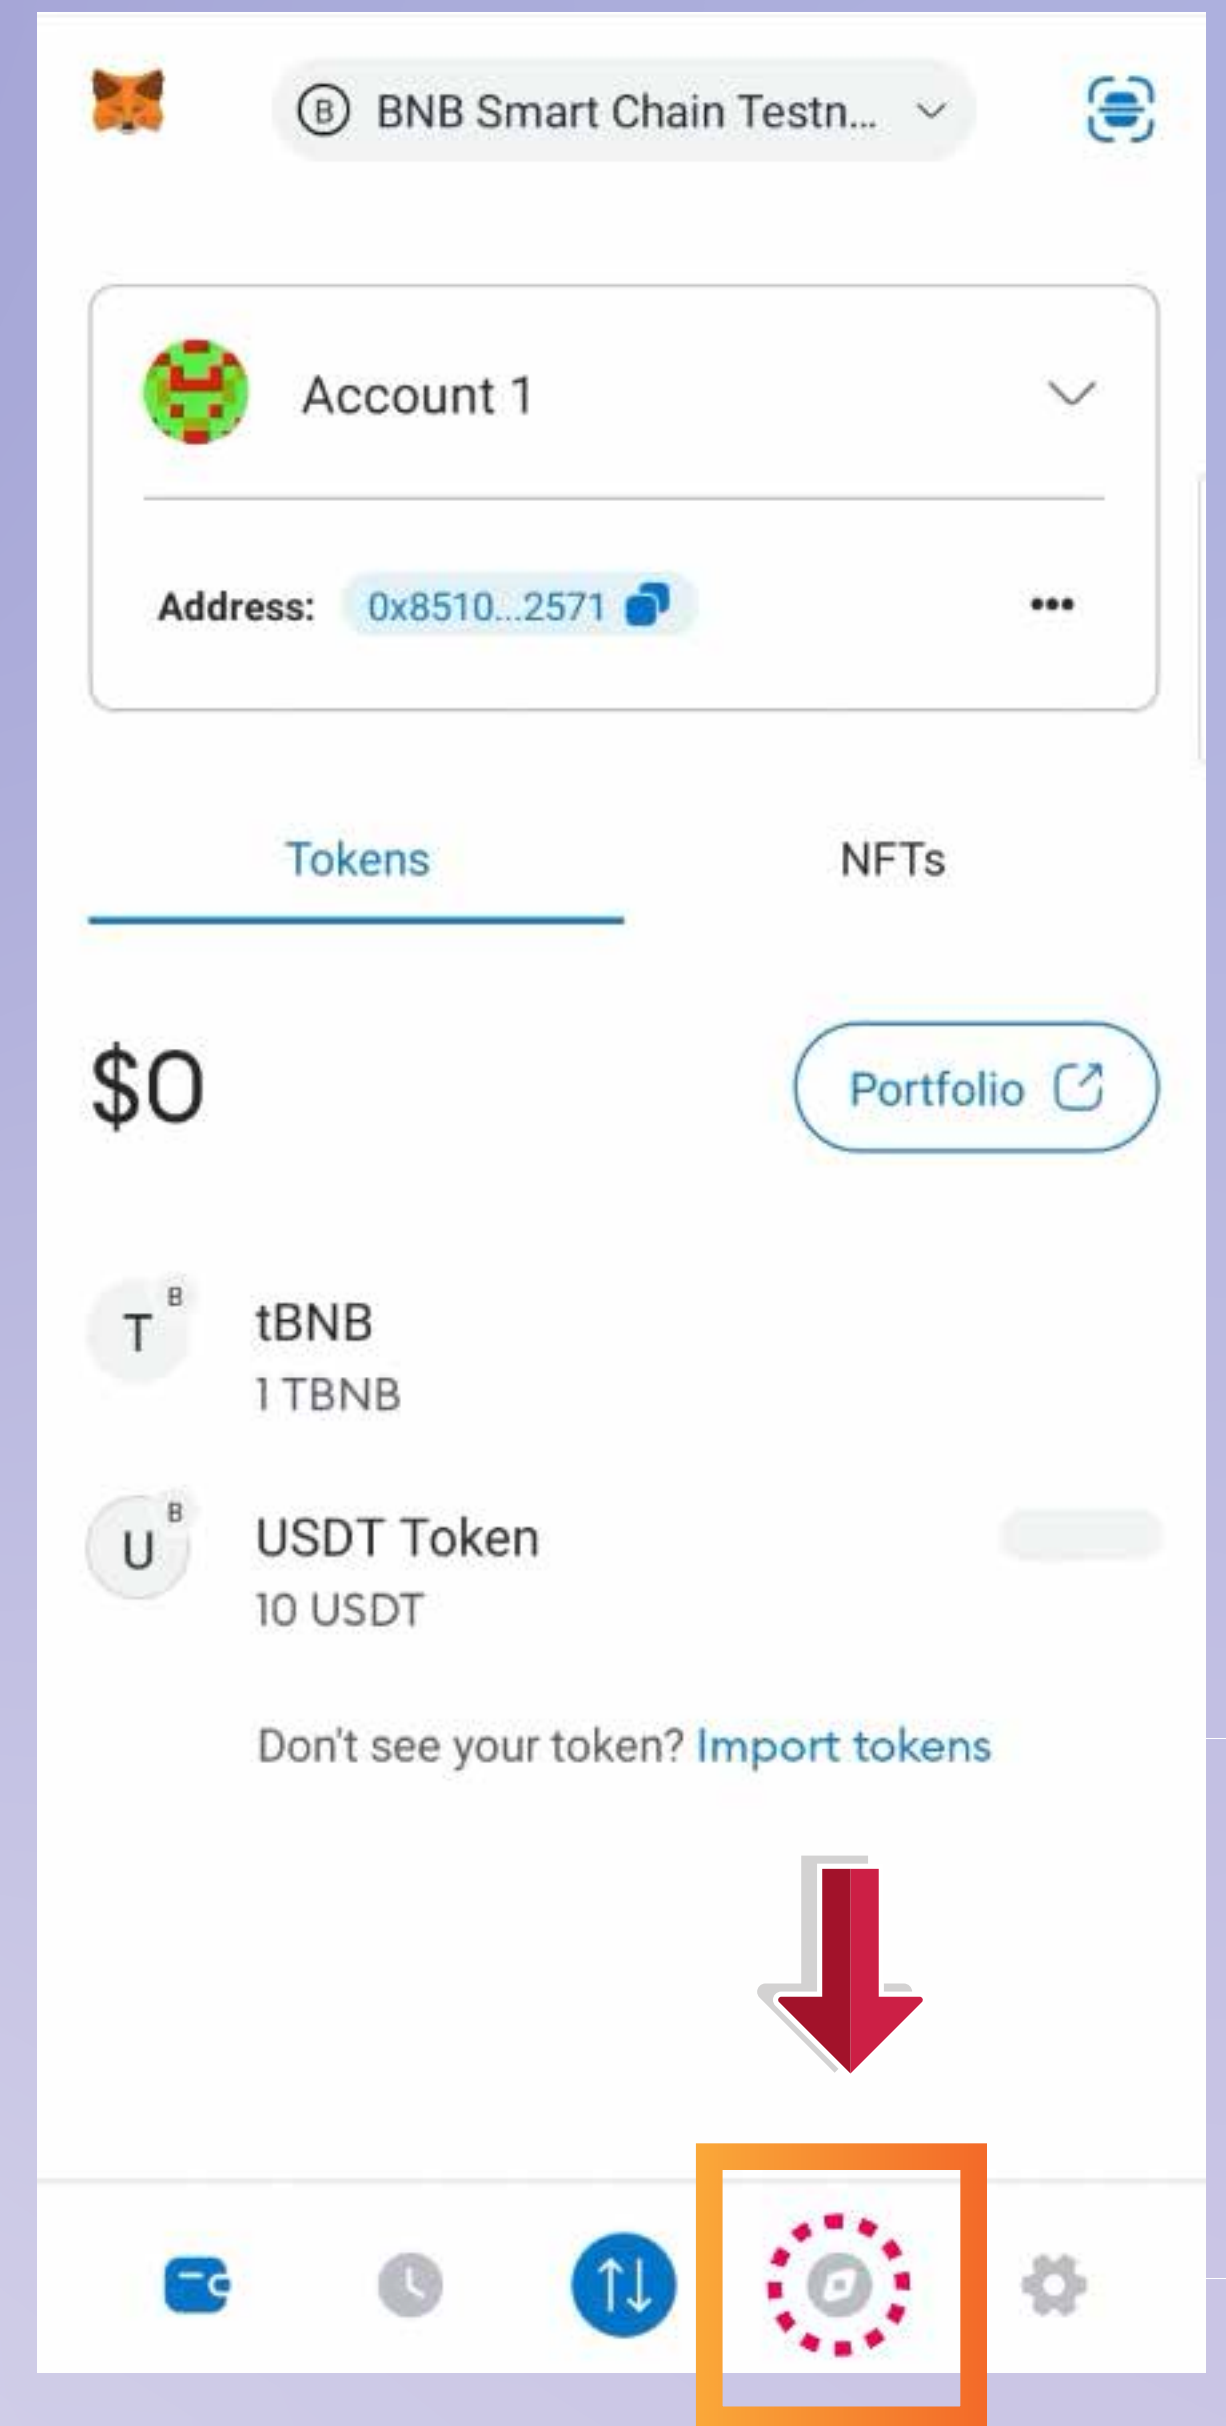 B BNB Smart Chain Testn...
Account 1
Address: 0x8510...2571
Tokens NFTs
$0 Portfolio
T B tBNB
1 TBNB
U B USDT Token
10 USDT
Don't see your token? Import tokens